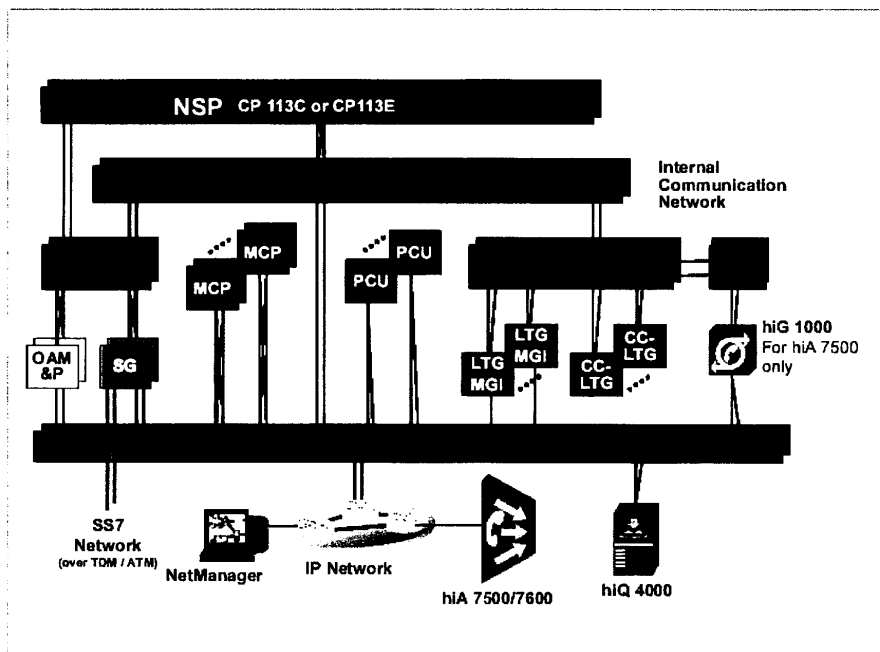 NSP CP 113C or CP113E
Internal
Communication
Network
MCP
MCP
PCU
PCU
LTG
MGI
LTG
MGI
CC-
LTG
CC-
LTG
hiG 1000
For hiA 7500
only
OAM
&P
SG
SS7
Network
(over TDM / ATM)
NetManager
IP Network
hiA 7500/7600
hiQ 4000